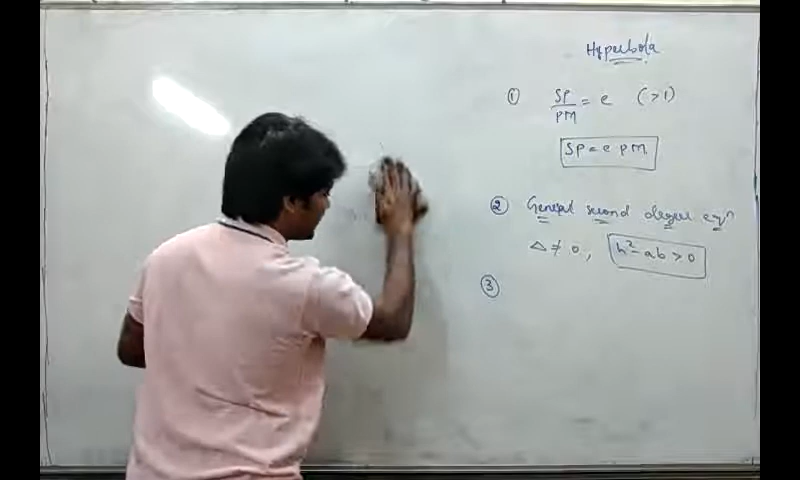 Hyperbola
① SP/PM = e (>1)
SP = e PM
② General second degree eqn
Δ ≠ 0, h²-ab > 0
③